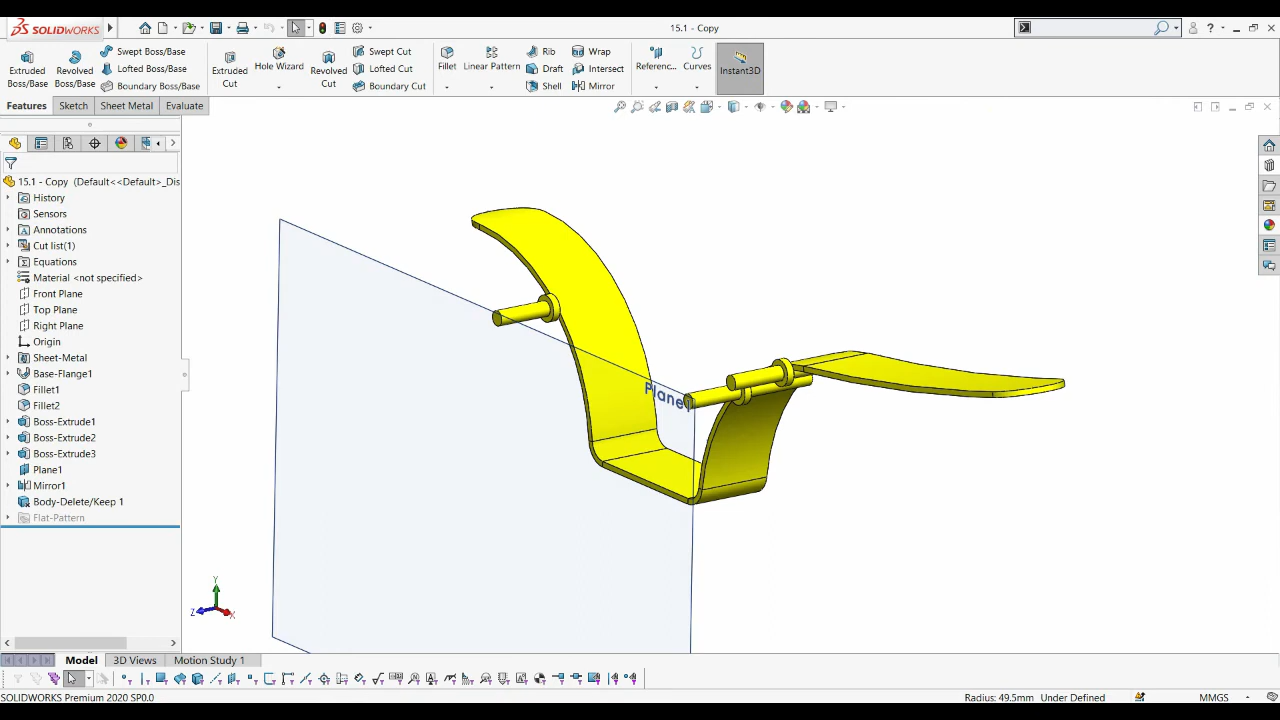 SOLIDWORKS
15.1 - Copy
Extruded Boss/Base
Revolved Boss/Base
Swept Boss/Base
Lofted Boss/Base
Boundary Boss/Base
Extruded Cut
Hole Wizard
Revolved Cut
Swept Cut
Lofted Cut
Boundary Cut
Fillet
Linear Pattern
Rib
Draft
Shell
Wrap
Intersect
Mirror
Referenc...
Curves
Instant3D
Features
Sketch
Sheet Metal
Evaluate
15.1 - Copy (Default<<Default>_Dis
History
Sensors
Annotations
Cut list(1)
Equations
Material <not specified>
Front Plane
Top Plane
Right Plane
Origin
Sheet-Metal
Base-Flange1
Fillet1
Fillet2
Boss-Extrude1
Boss-Extrude2
Boss-Extrude3
Plane1
Mirror1
Body-Delete/Keep 1
Flat-Pattern
Plane1
Y
Z
X
Model
3D Views
Motion Study 1
SOLIDWORKS Premium 2020 SP0.0
Radius: 49.5mm Under Defined
MMGS